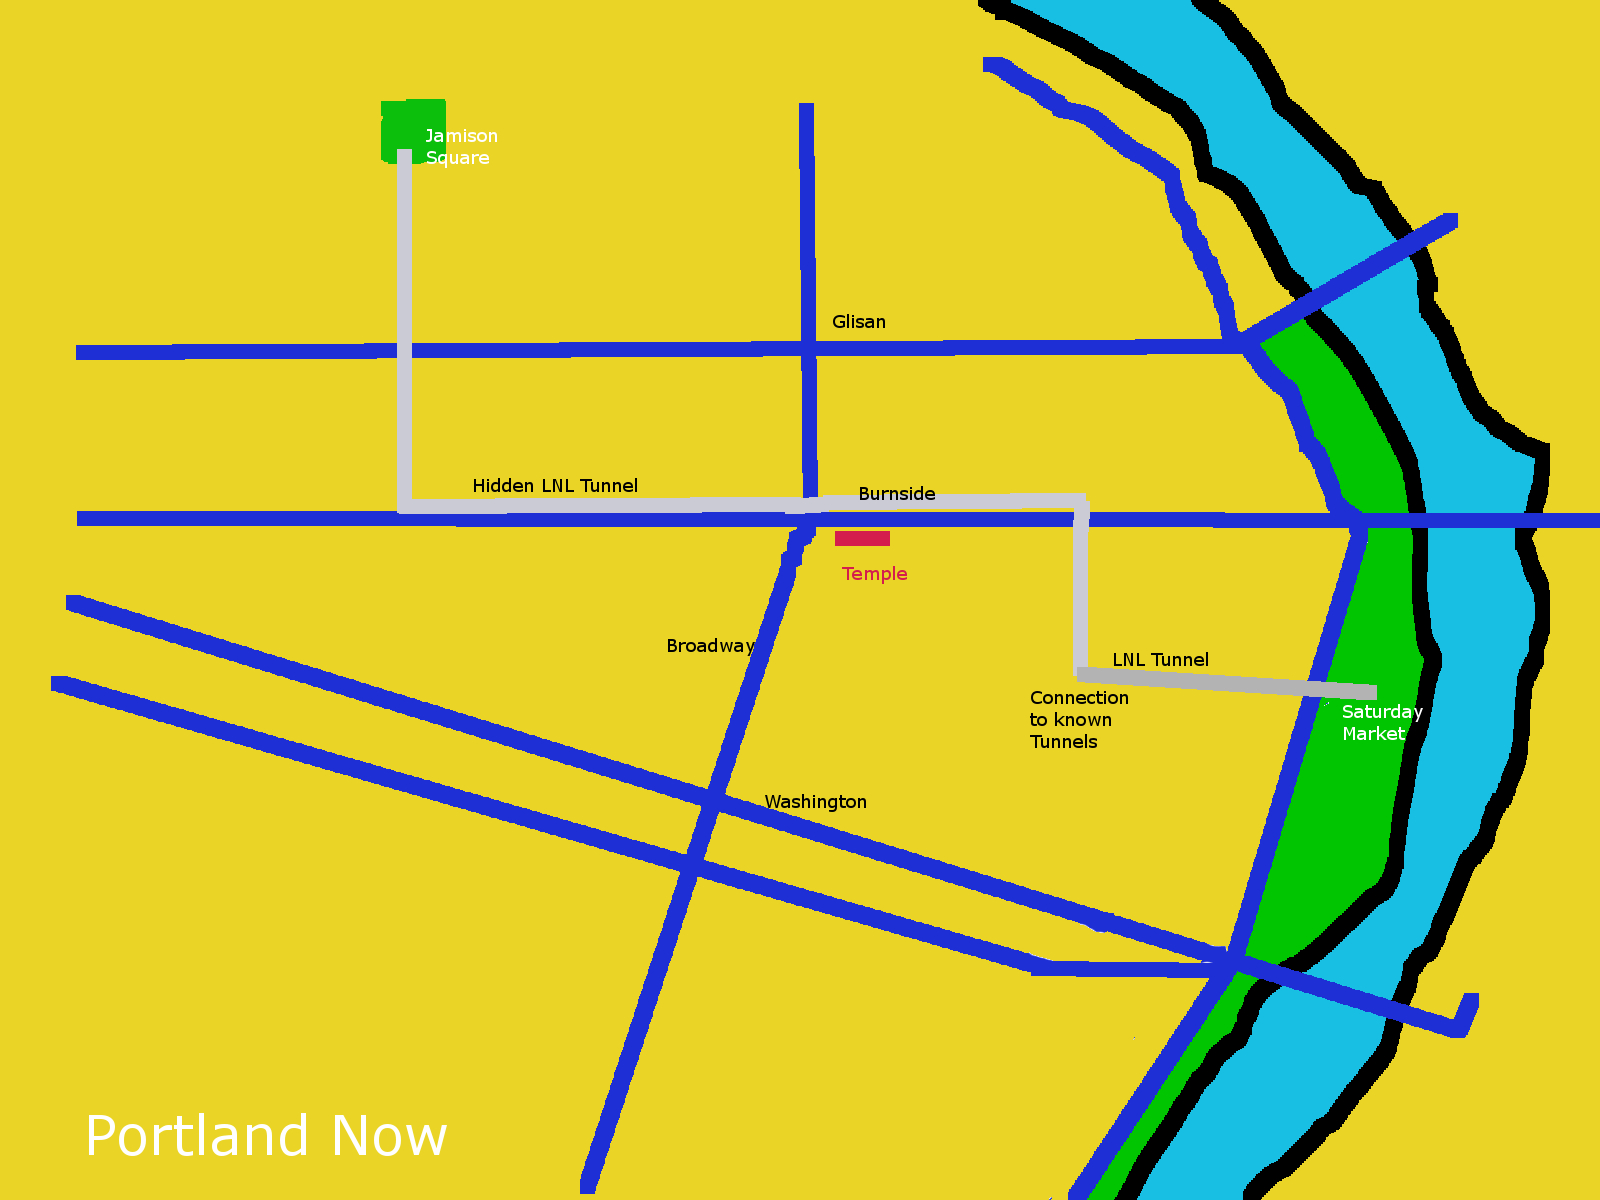 Jamison
Square
Glisan
Hidden LNL Tunnel
Burnside
Temple
Broadway
LNL Tunnel
Connection
to known
Tunnels
Saturday
Market
Washington
Portland Now